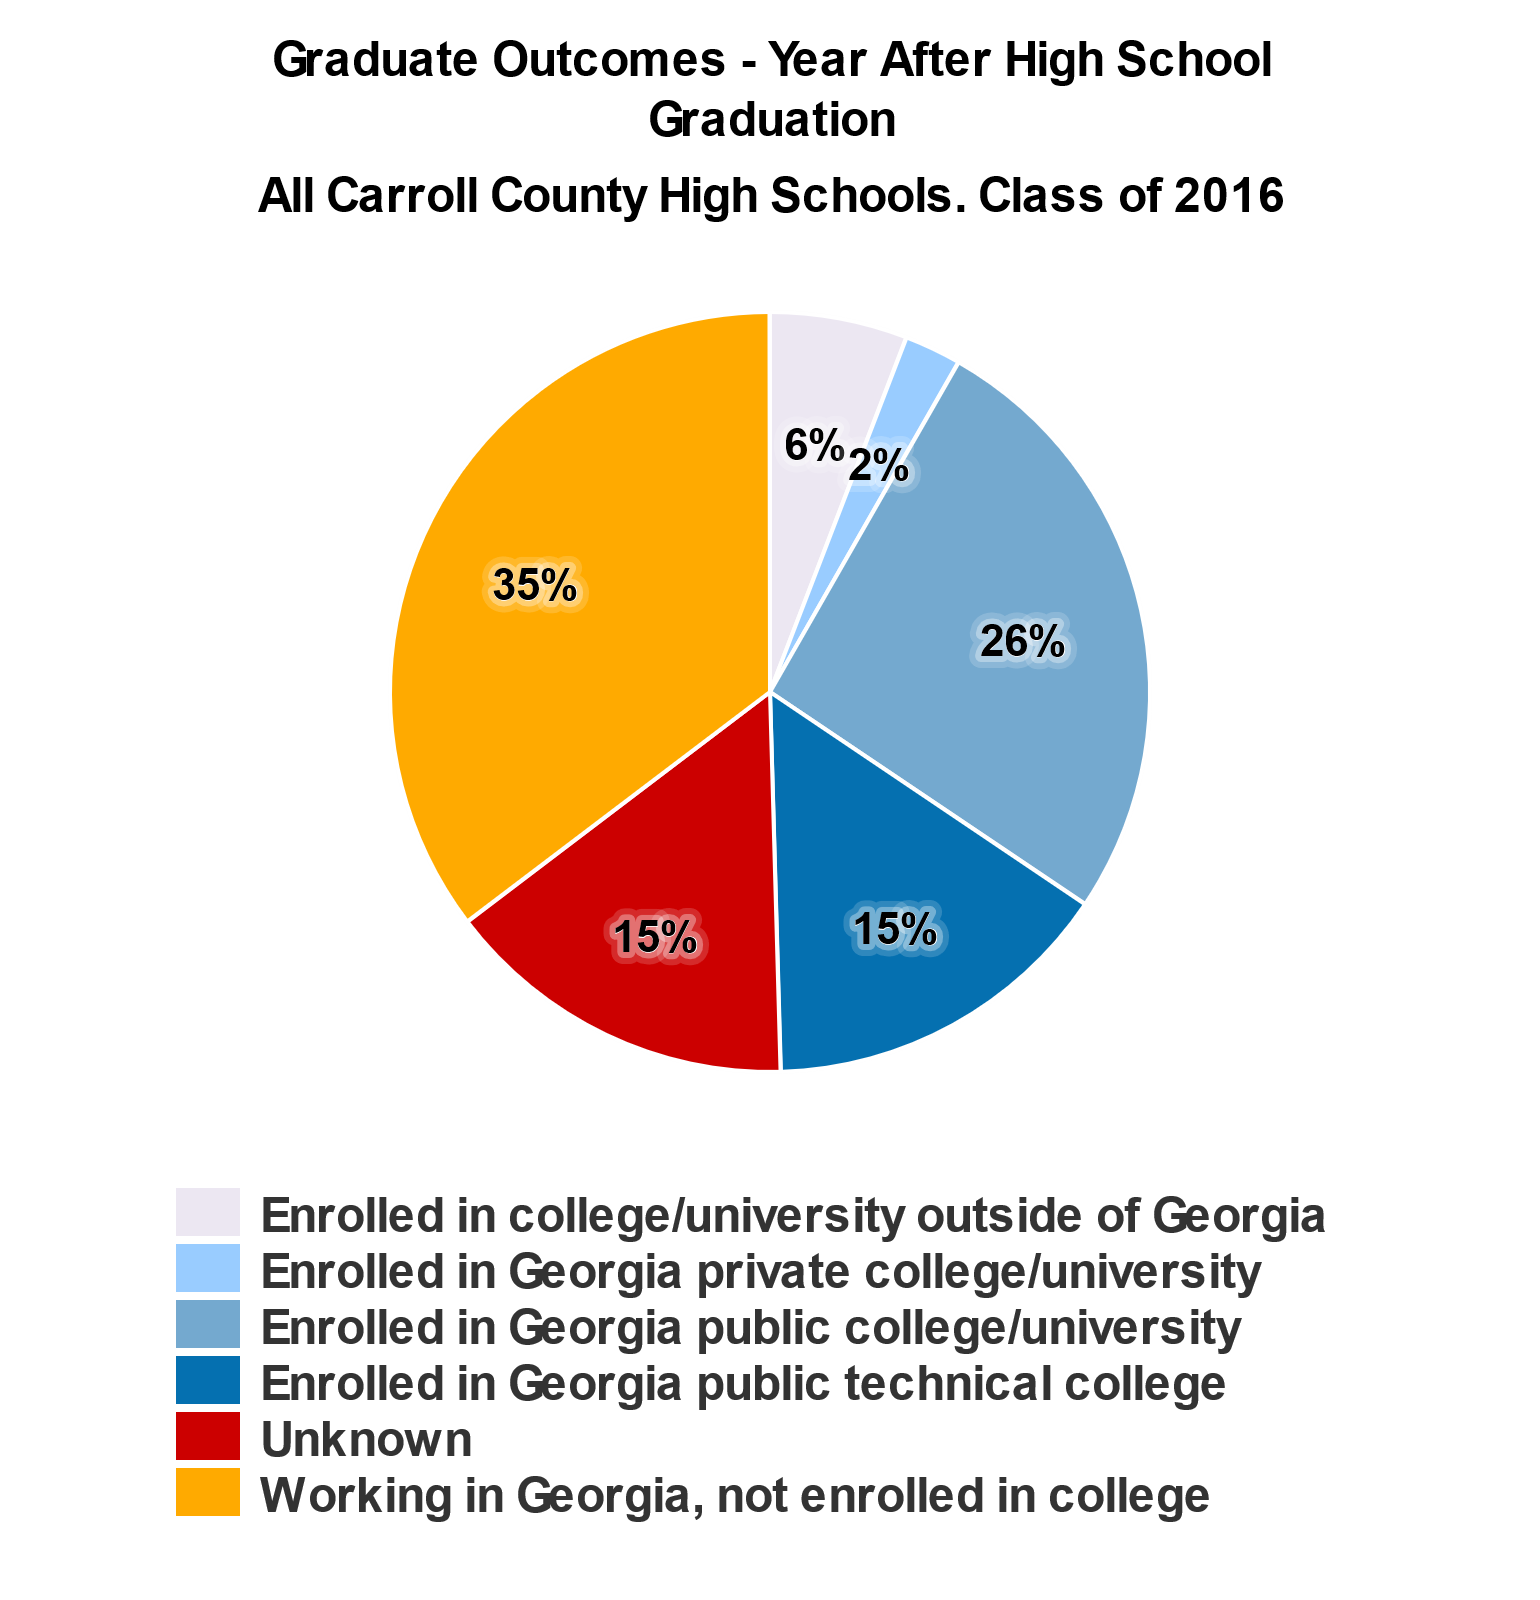 Graduate Outcomes - Year After High School
Graduation
All Carroll County High Schools. Class of 2016
6%
2%
35%
26%
15%
15%
Enrolled in college/university outside of Georgia
Enrolled in Georgia private college/university
Enrolled in Georgia public college/university
Enrolled in Georgia public technical college
Unknown
Working in Georgia, not enrolled in college